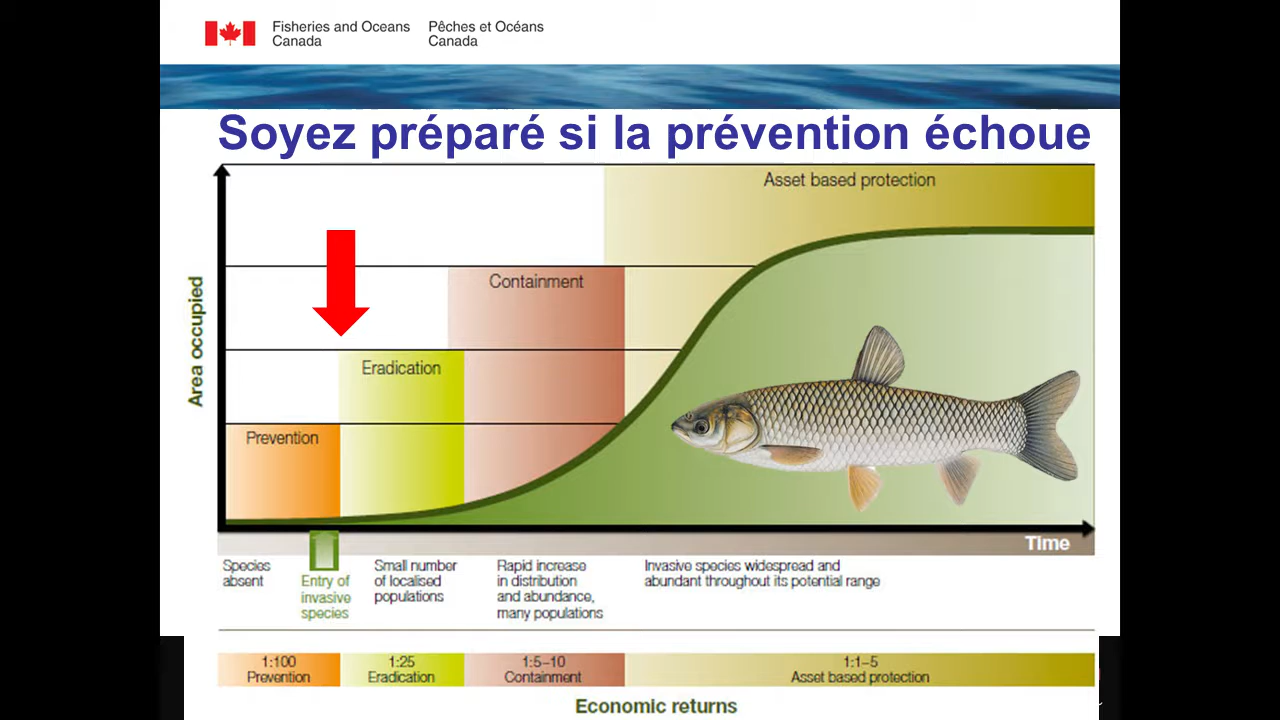 Fisheries and Oceans
Canada
Pêches et Océans
Canada
Soyez préparé si la prévention échoue
Asset based protection
Containment
Eradication
Prevention
Area occupied
Time
Species
absent
Entry of
invasive
species
Small number
of localised
populations
Rapid increase
in distribution
and abundance,
many populations
Invasive species widespread and
abundant throughout its potential range
1:100
Prevention
1:25
Eradication
1:5–10
Containment
1:1–5
Asset based protection
Economic returns